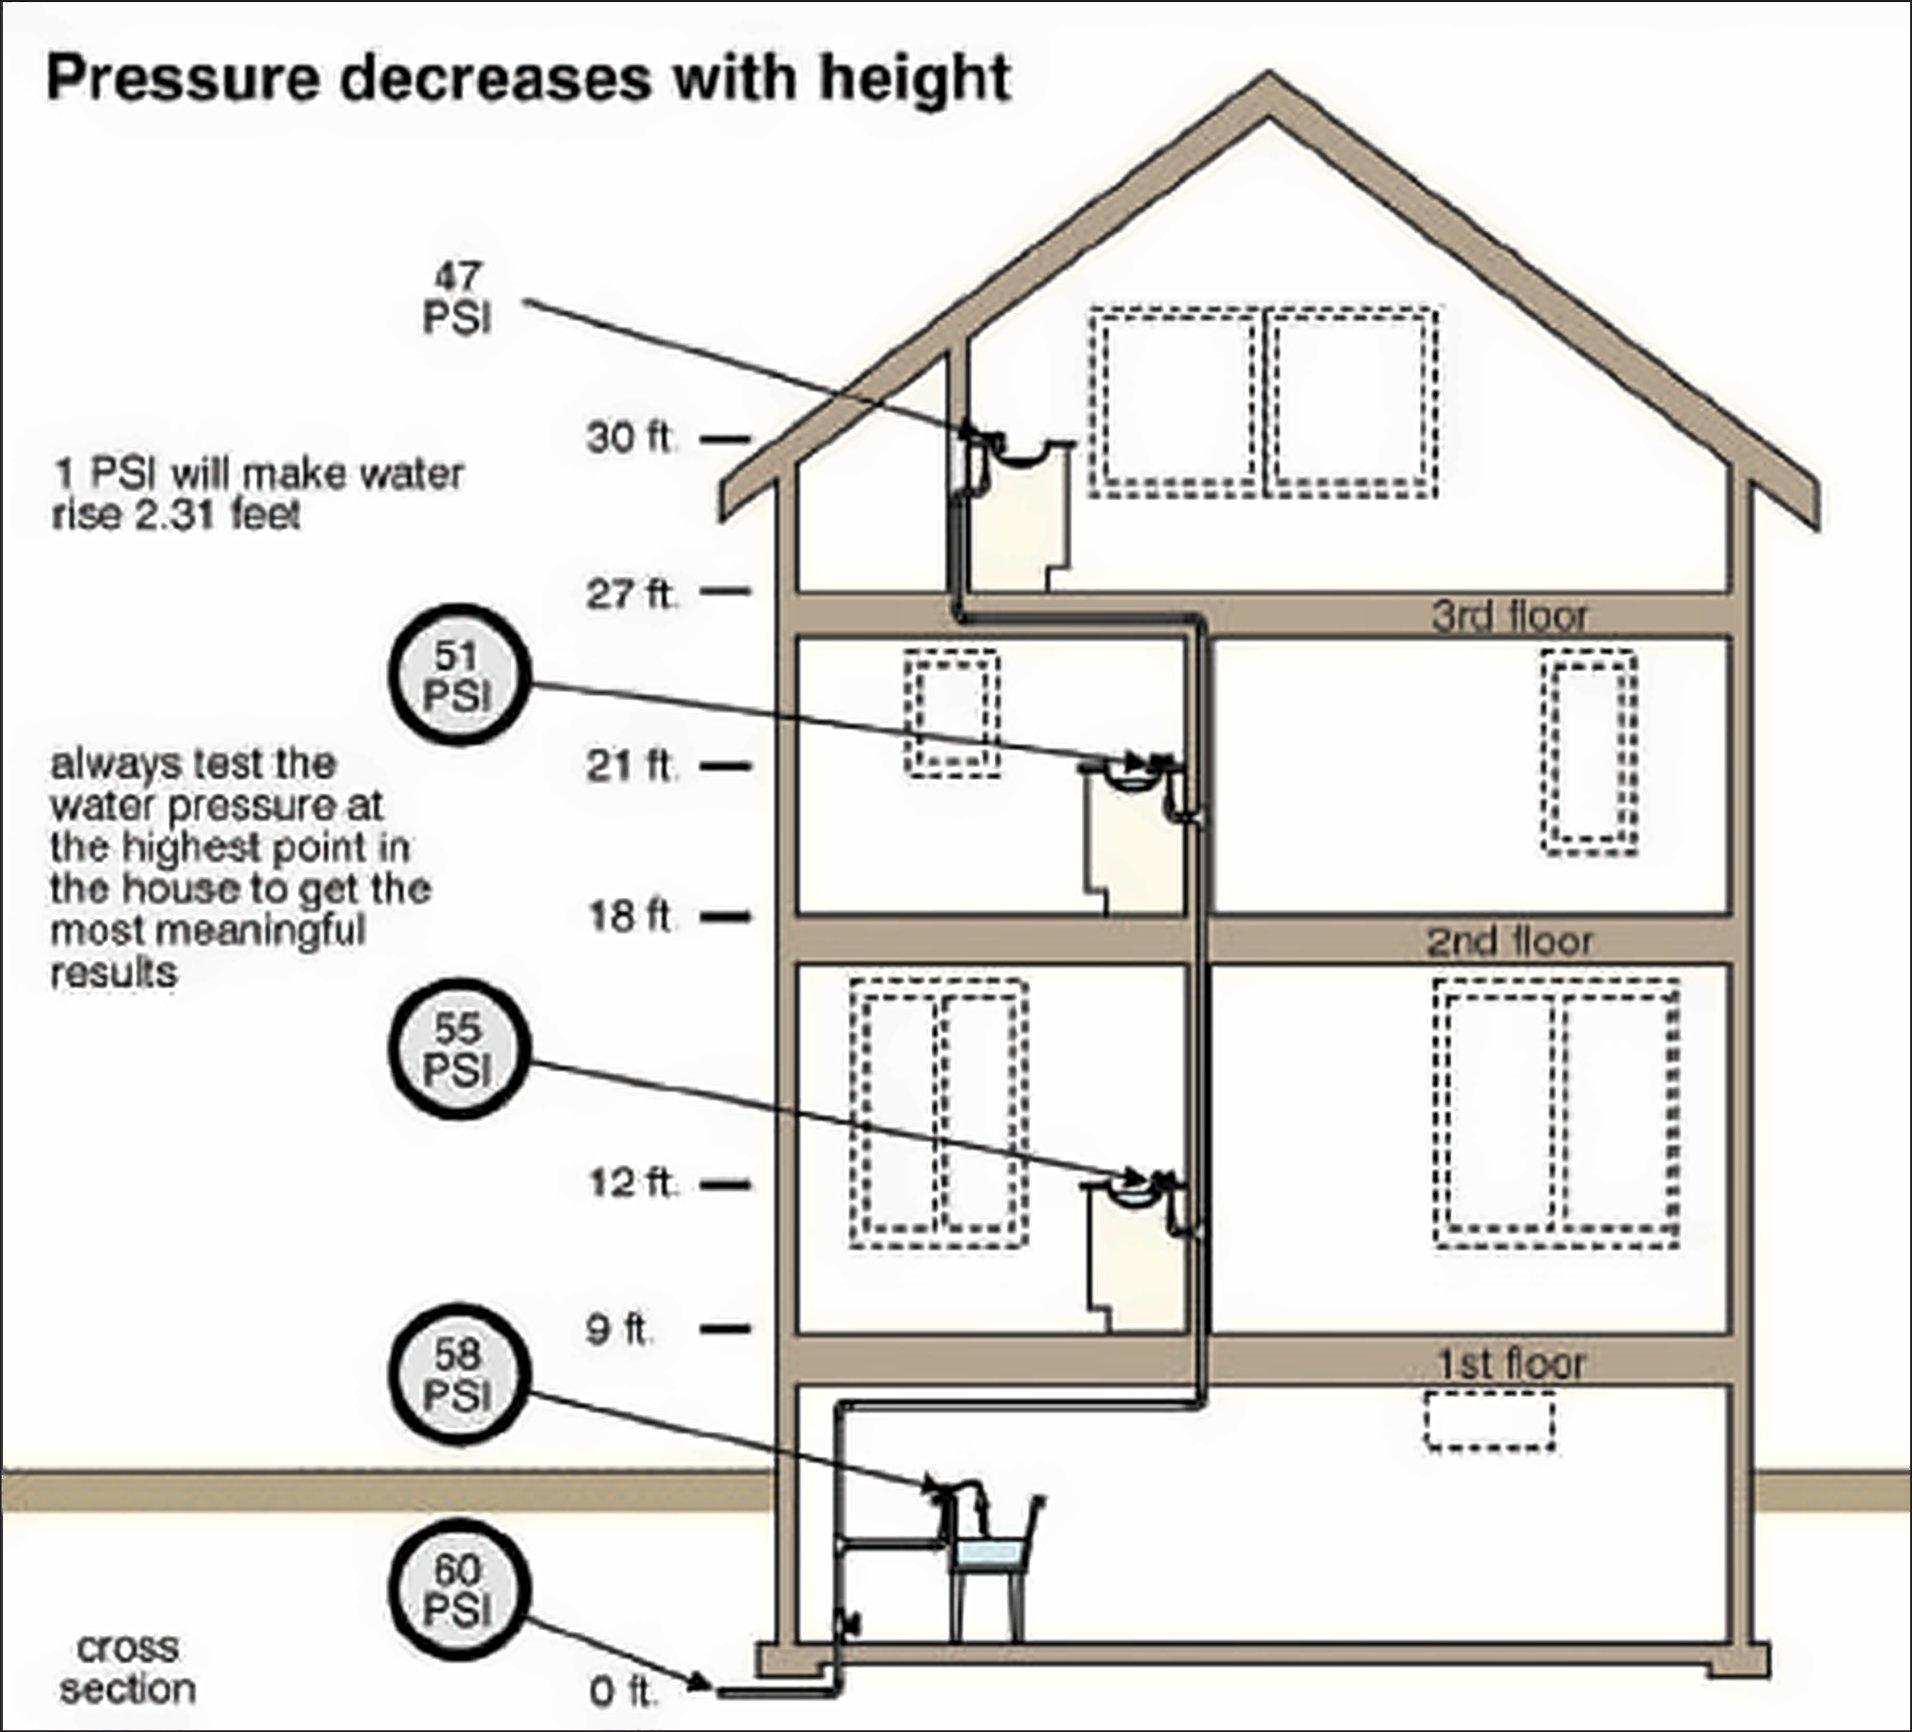 Pressure decreases with height
47
PSI
30 ft.
1 PSI will make water
rise 2.31 feet
27 ft.
3rd floor
51
PSI
always test the
water pressure at
the highest point in
the house to get the
most meaningful
results
21 ft.
18 ft.
2nd floor
55
PSI
12 ft.
9 ft.
1st floor
58
PSI
60
PSI
cross
section
0 ft.